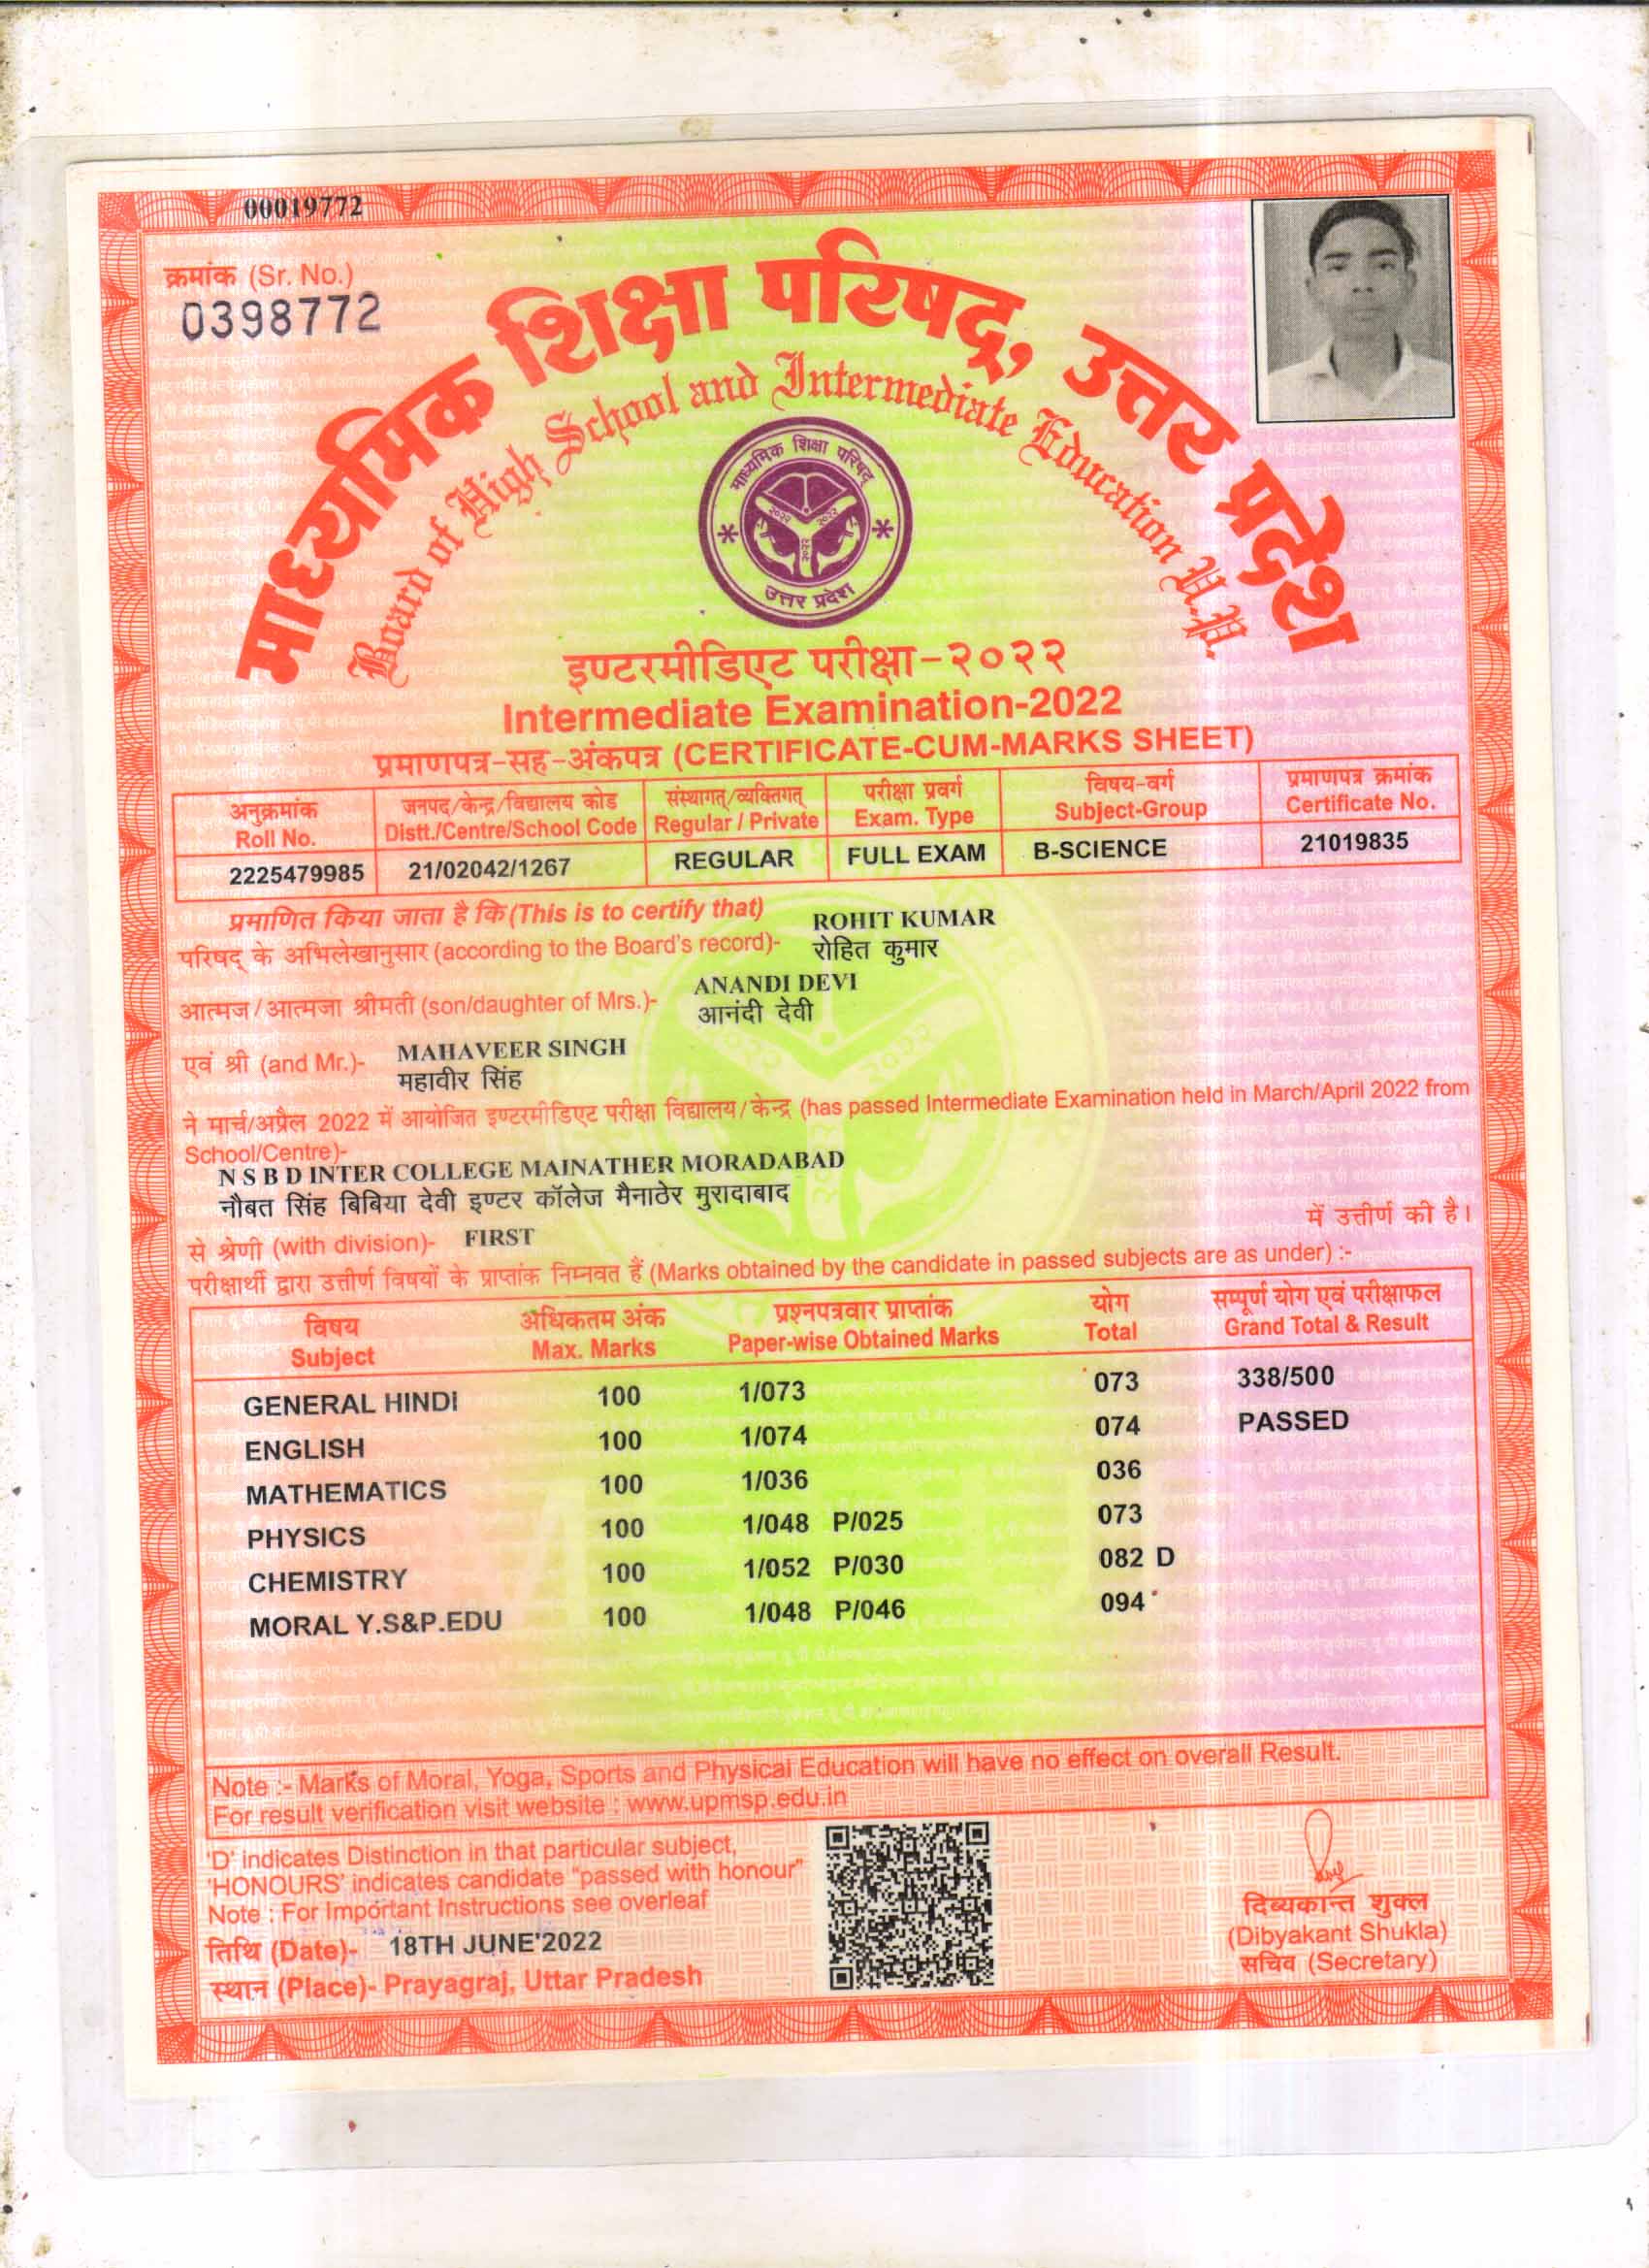 00019772
क्रमांक (Sr. No.)
0398772
माध्यमिक शिक्षा परिषद्, उत्तर प्रदेश
Board of High School and Intermediate Education U.P.
माध्यमिक शिक्षा परिषद्
उत्तर प्रदेश
इण्टरमीडिएट परीक्षा-२०२२
Intermediate Examination-2022
प्रमाणपत्र-सह-अंकपत्र (CERTIFICATE-CUM-MARKS SHEET)
अनुक्रमांक जनपद/केन्द्र/विद्यालय कोड संस्थागत्/व्यक्तिगत् परीक्षा प्रवर्ग विषय-वर्ग प्रमाणपत्र क्रमांक
Roll No. Distt./Centre/School Code Regular / Private Exam. Type Subject-Group Certificate No.
2225479985 21/02042/1267 REGULAR FULL EXAM B-SCIENCE 21019835
प्रमाणित किया जाता है कि (This is to certify that) ROHIT KUMAR
परिषद् के अभिलेखानुसार (according to the Board's record)- रोहित कुमार
ANANDI DEVI
आत्मज/आत्मजा श्रीमती (son/daughter of Mrs.)- आनंदी देवी
एवं श्री (and Mr.)- MAHAVEER SINGH
महावीर सिंह
ने मार्च/अप्रैल 2022 में आयोजित इण्टरमीडिएट परीक्षा विद्यालय/केन्द्र (has passed Intermediate Examination held in March/April 2022 from
School/Centre)-
N S B D INTER COLLEGE MAINATHER MORADABAD
नौबत सिंह बिबिया देवी इण्टर कॉलेज मैनाठेर मुरादाबाद
से श्रेणी (with division)- FIRST में उत्तीर्ण की है।
परीक्षार्थी द्वारा उत्तीर्ण विषयों के प्राप्तांक निम्नवत हैं (Marks obtained by the candidate in passed subjects are as under) :-
विषय अधिकतम अंक प्रश्नपत्रवार प्राप्तांक योग सम्पूर्ण योग एवं परीक्षाफल
Subject Max. Marks Paper-wise Obtained Marks Total Grand Total & Result
GENERAL HINDI 100 1/073 073 338/500
ENGLISH 100 1/074 074 PASSED
MATHEMATICS 100 1/036 036
PHYSICS 100 1/048 P/025 073
CHEMISTRY 100 1/052 P/030 082 D
MORAL Y.S&P.EDU 100 1/048 P/046 094
Note :- Marks of Moral, Yoga, Sports and Physical Education will have no effect on overall Result.
For result verification visit website : www.upmsp.edu.in
'D' indicates Distinction in that particular subject,
'HONOURS' indicates candidate "passed with honour"
Note : For Important Instructions see overleaf
तिथि (Date)- 18TH JUNE'2022
स्थान (Place)- Prayagraj, Uttar Pradesh
दिव्यकान्त शुक्ल
(Dibyakant Shukla)
सचिव (Secretary)